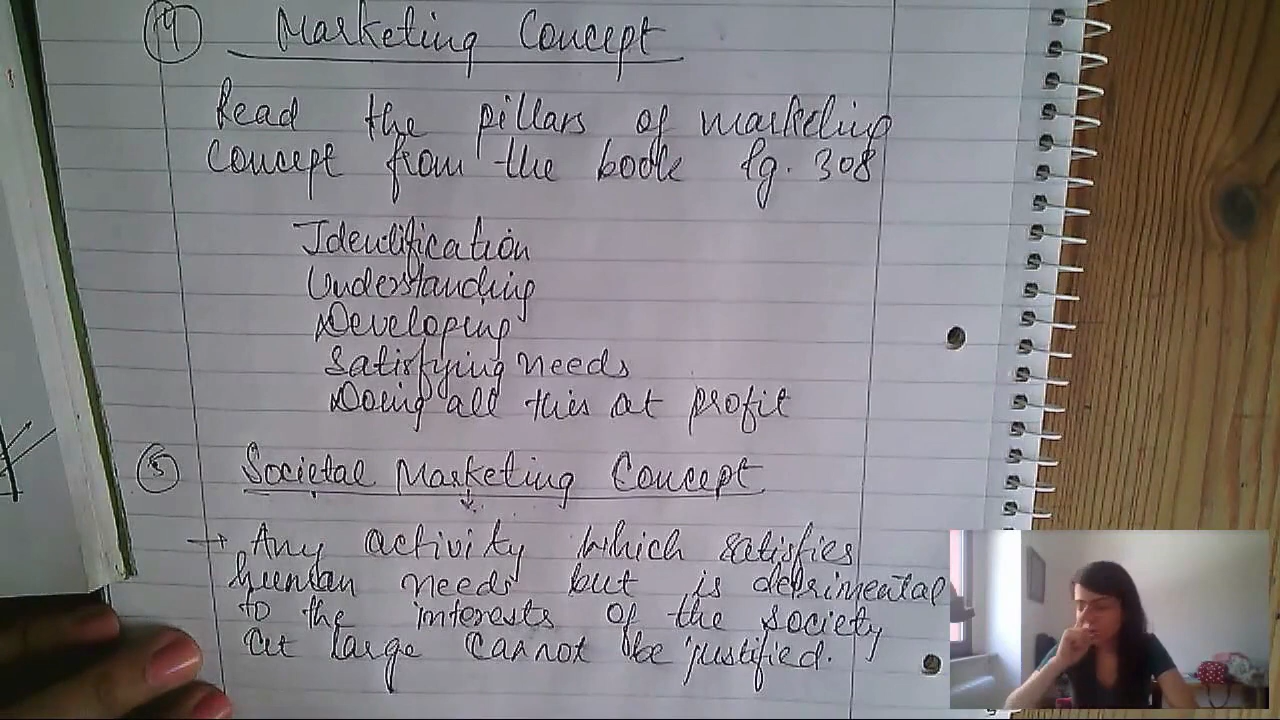 4 Marketing Concept
Read the pillars of marketing
concept from the book Pg. 308
Identification
Understanding
Developing
Satisfying needs
Doing all this at profit
5 Societal Marketing Concept
→ Any activity which satisfies
human needs but is detrimental
to the interests of the society
at large cannot be justified.